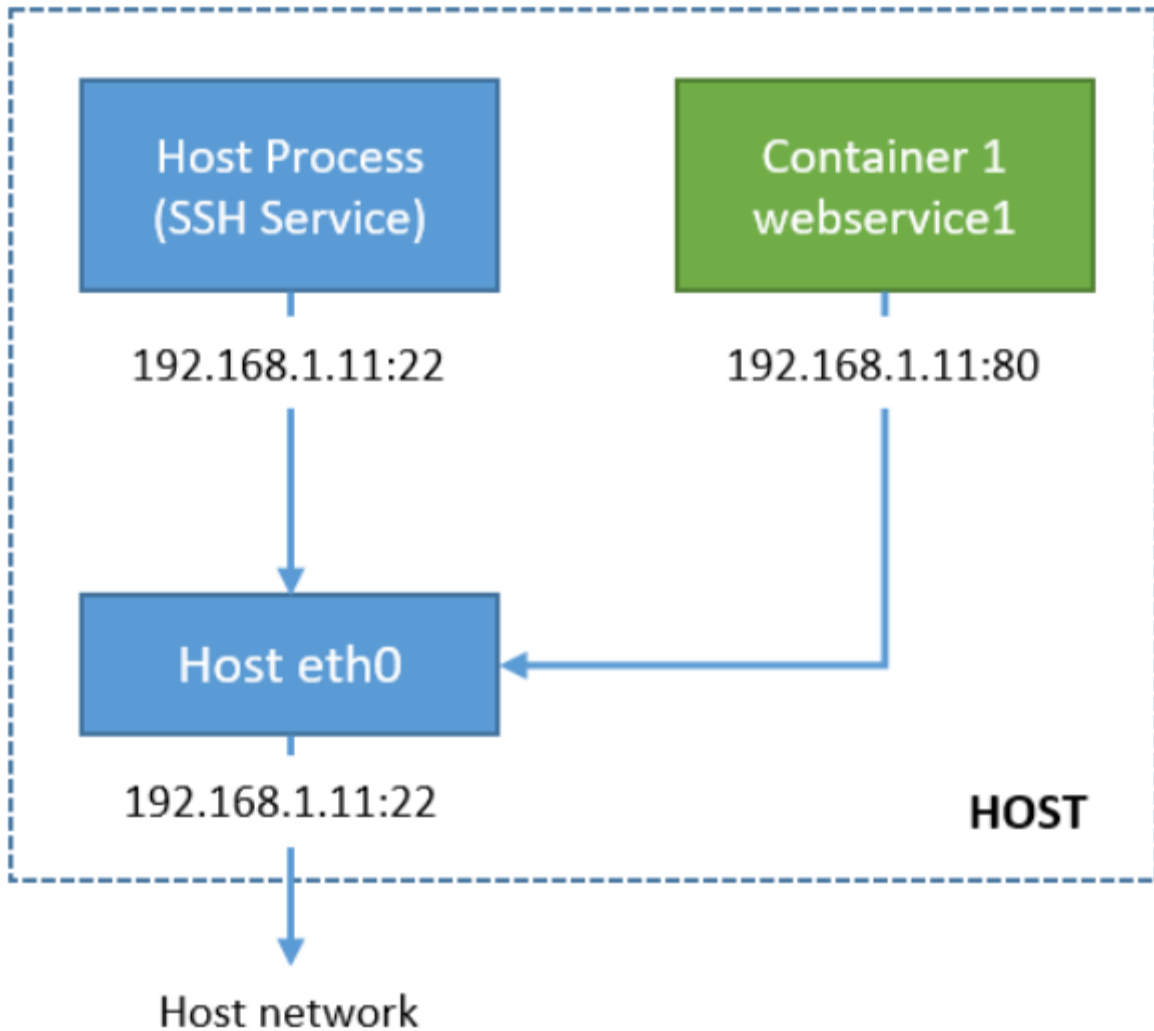 Host Process
(SSH Service)
Container 1
webservice1
192.168.1.11:22
192.168.1.11:80
Host eth0
192.168.1.11:22
HOST
Host network